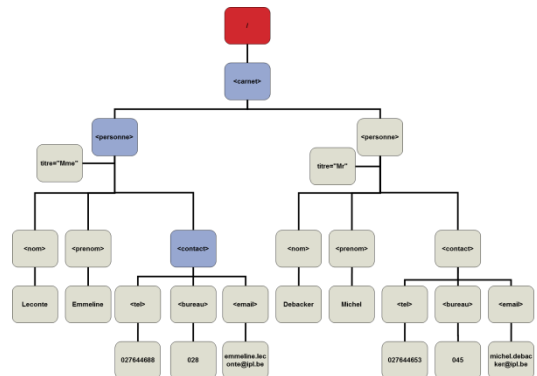 /
<carnet>
<personne>
<personne>
titre="Mme"
titre="Mr"
<nom>
<prenom>
<contact>
<nom>
<prenom>
<contact>
Leconte
Emmeline
<tel>
<bureau>
<email>
Debacker
Michel
<tel>
<bureau>
<email>
027644688
028
emmeline.lec
onte@ipl.be
027644653
045
michel.debac
ker@ipl.be